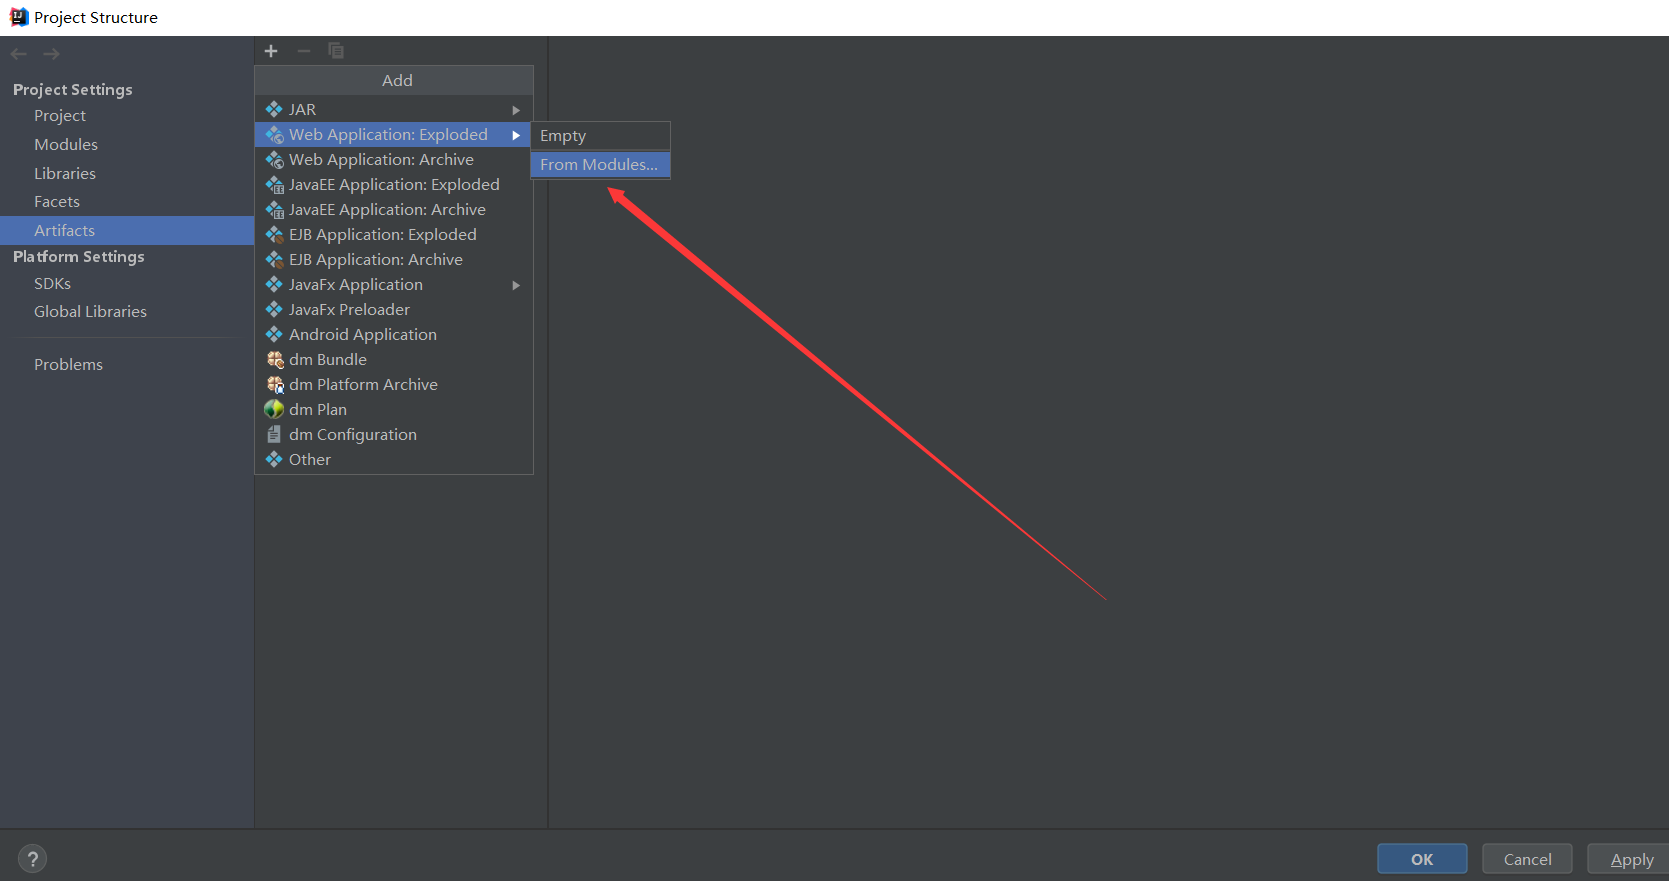 Project Structure
Project Settings
Project
Modules
Libraries
Facets
Artifacts
Platform Settings
SDKs
Global Libraries
Problems
Add
JAR
Web Application: Exploded
Web Application: Archive
JavaEE Application: Exploded
JavaEE Application: Archive
EJB Application: Exploded
EJB Application: Archive
JavaFx Application
JavaFx Preloader
Android Application
dm Bundle
dm Platform Archive
dm Plan
dm Configuration
Other
Empty
From Modules...
?
OK
Cancel
Apply